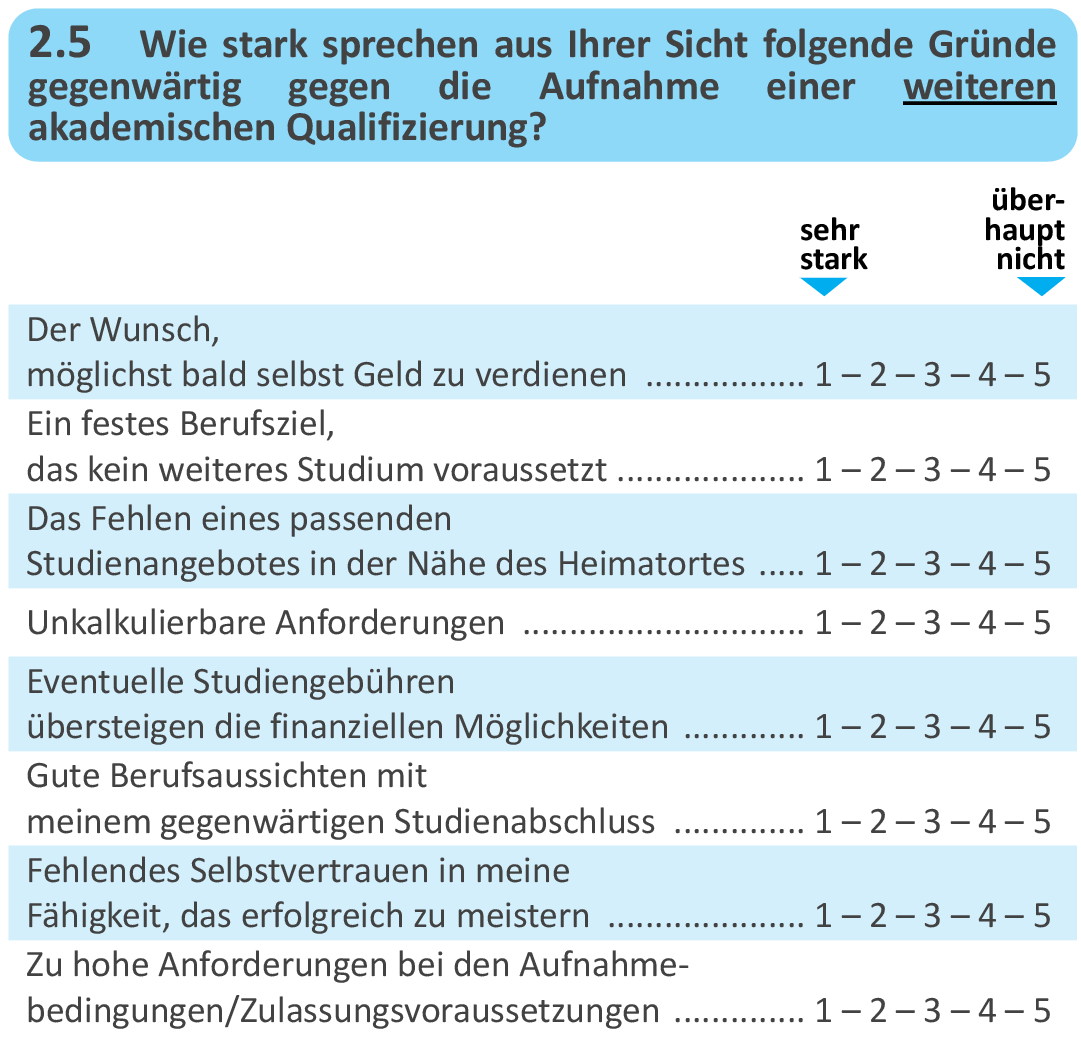 2.5 Wie stark sprechen aus Ihrer Sicht folgende Gründe
gegenwärtig gegen die Aufnahme einer weiteren
akademischen Qualifizierung?
sehr
stark
über-
haupt
nicht
Der Wunsch,
möglichst bald selbst Geld zu verdienen ................. 1 – 2 – 3 – 4 – 5
Ein festes Berufsziel,
das kein weiteres Studium voraussetzt .................... 1 – 2 – 3 – 4 – 5
Das Fehlen eines passenden
Studienangebotes in der Nähe des Heimatortes ..... 1 – 2 – 3 – 4 – 5
Unkalkulierbare Anforderungen .............................. 1 – 2 – 3 – 4 – 5
Eventuelle Studiengebühren
übersteigen die finanziellen Möglichkeiten ............. 1 – 2 – 3 – 4 – 5
Gute Berufsaussichten mit
meinem gegenwärtigen Studienabschluss .............. 1 – 2 – 3 – 4 – 5
Fehlendes Selbstvertrauen in meine
Fähigkeit, das erfolgreich zu meistern ..................... 1 – 2 – 3 – 4 – 5
Zu hohe Anforderungen bei den Aufnahme-
bedingungen/Zulassungsvoraussetzungen .............. 1 – 2 – 3 – 4 – 5